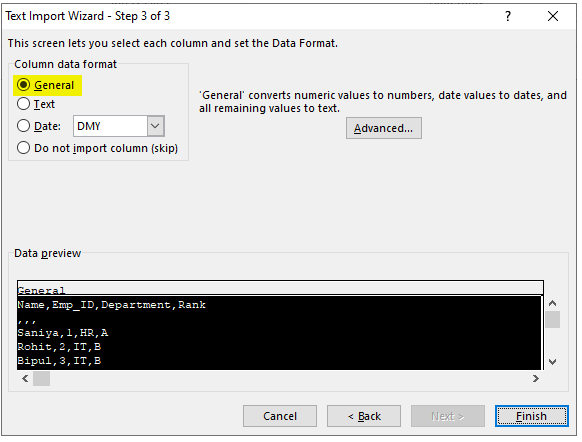 Text Import Wizard - Step 3 of 3
?
This screen lets you select each column and set the Data Format.
Column data format
General
Text
Date: DMY
Do not import column (skip)
'General' converts numeric values to numbers, date values to dates, and
all remaining values to text.
Advanced...
Data preview
General
Name,Emp_ID,Department,Rank
,,,
Saniya,1,HR,A
Rohit,2,IT,B
Bipul,3,IT,B
Cancel
< Back
Next >
Finish